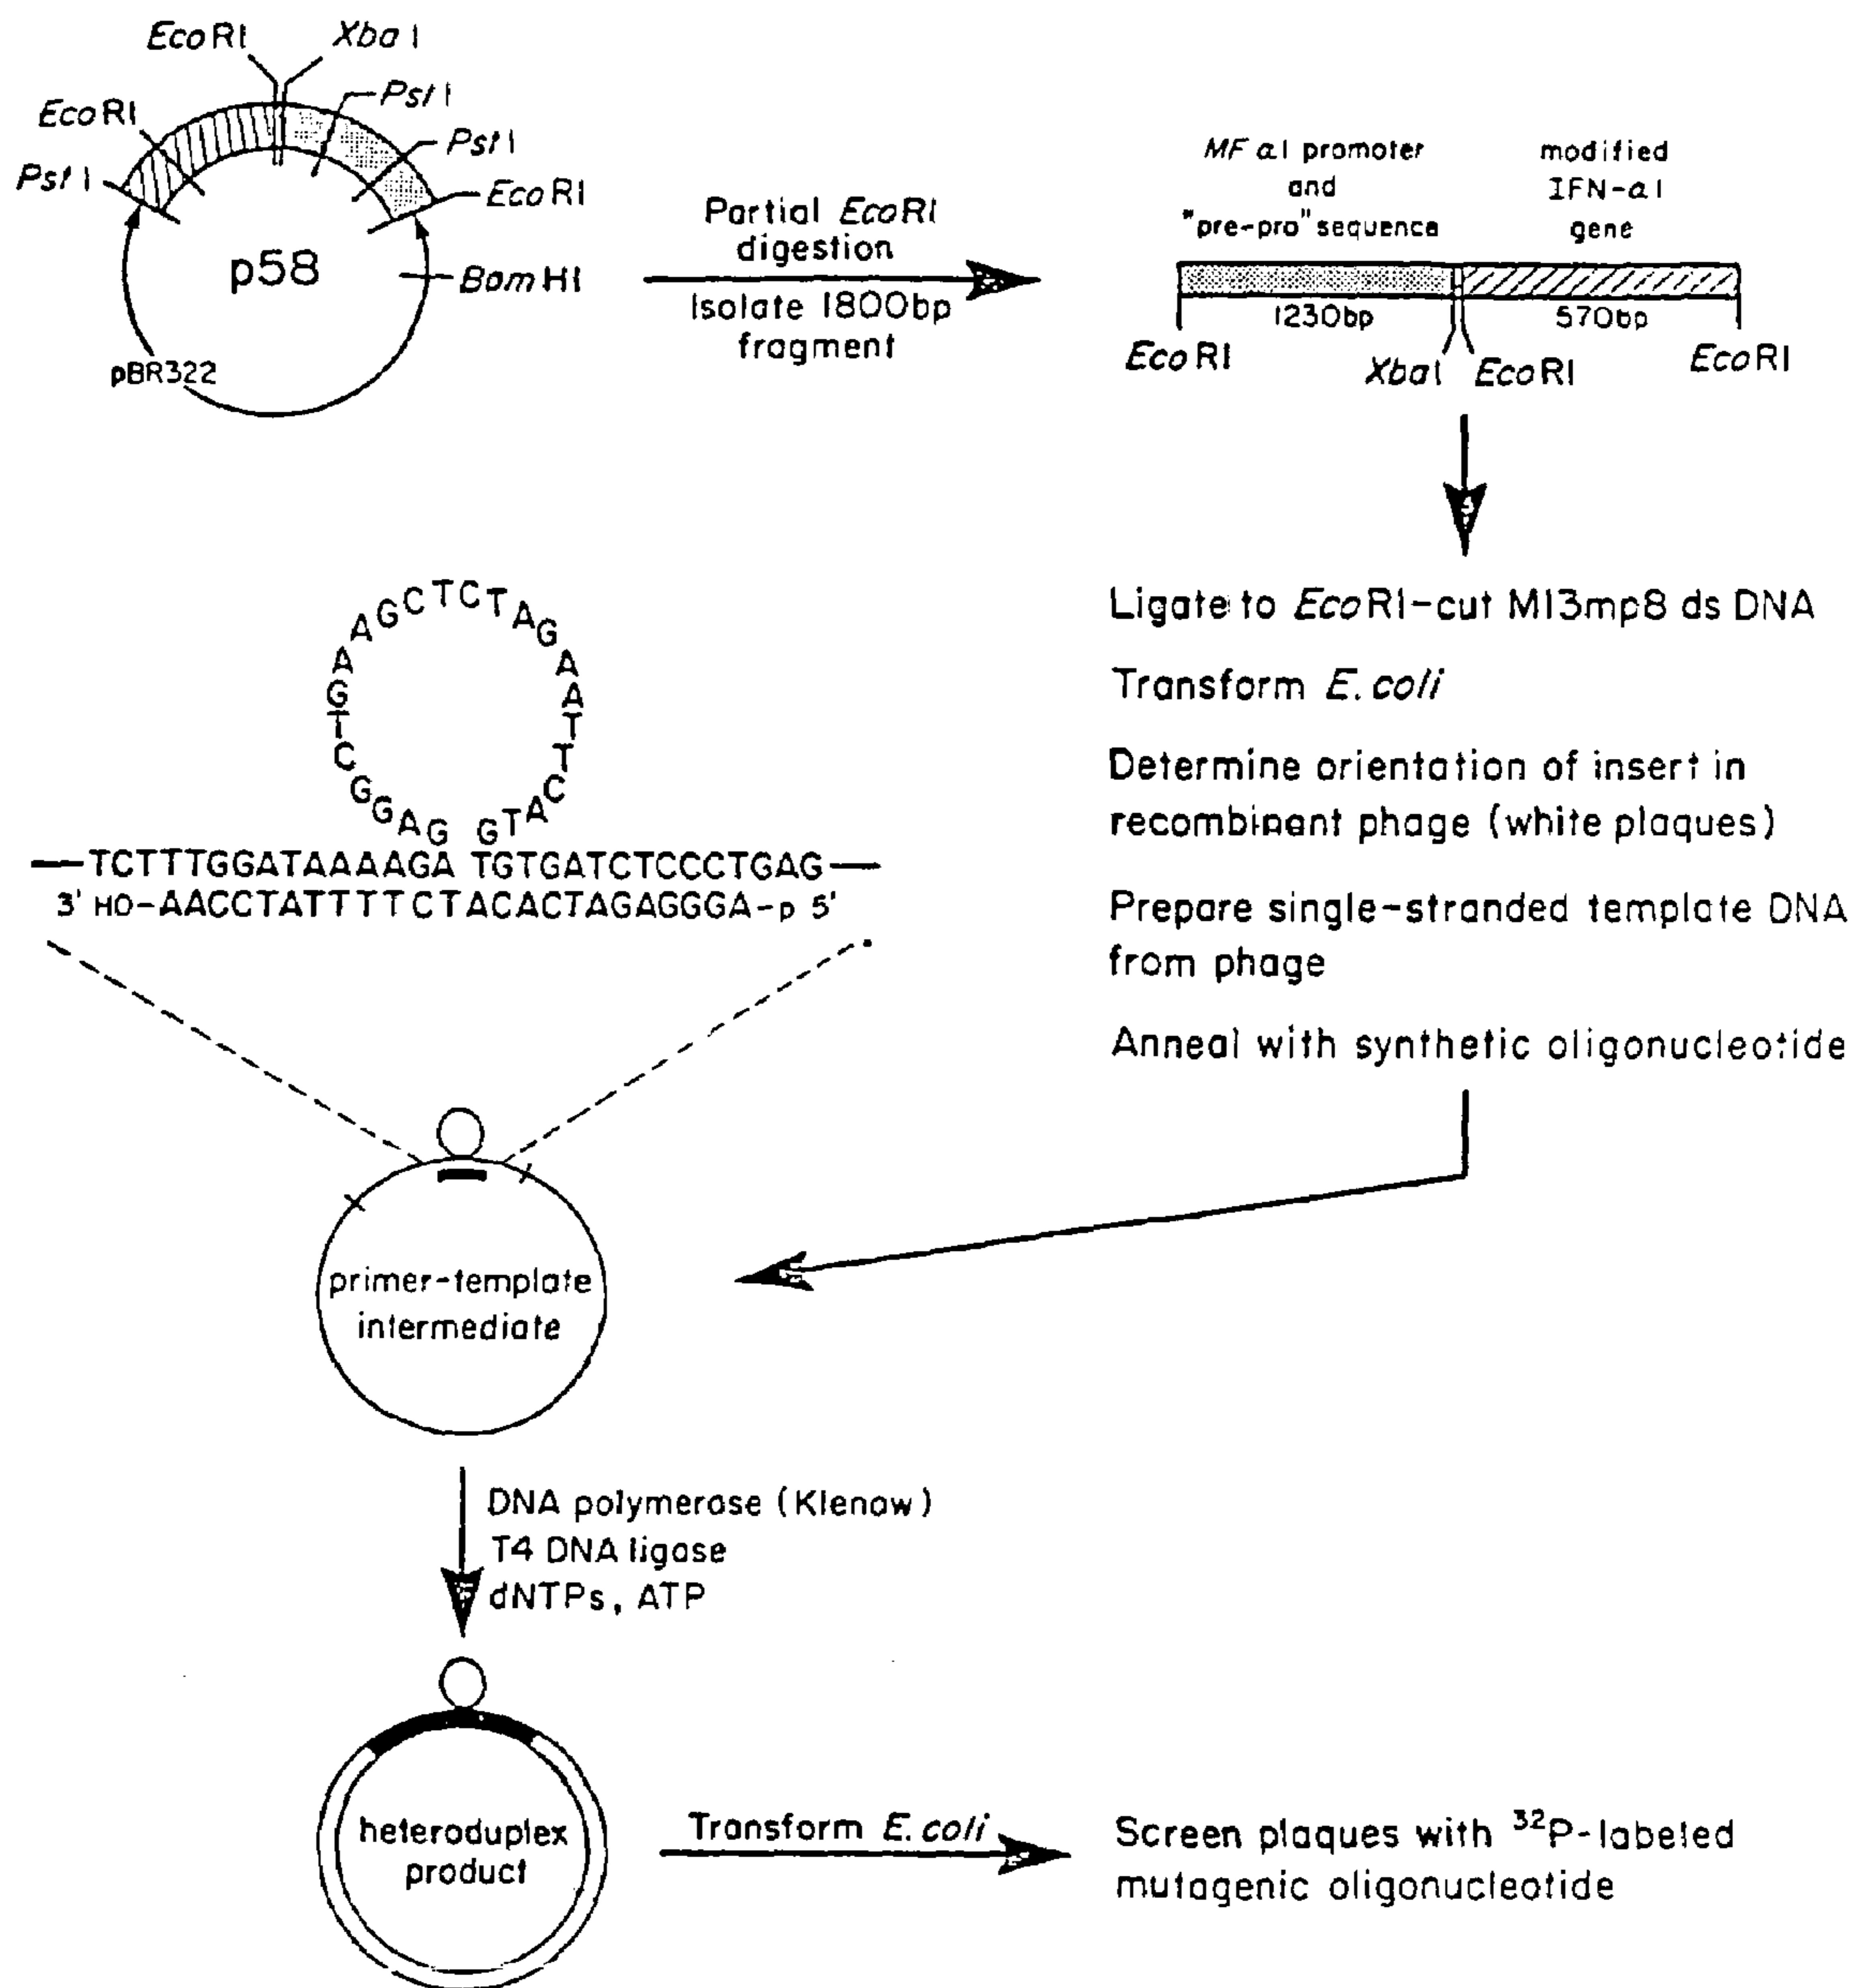 EcoRI
XbaI
PstI
EcoRI
PstI
PstI
EcoRI
p58
BamHI
pBR322
Partial EcoRI
digestion
Isolate 1800bp
fragment
MFα1 promoter
and
"pre-pro" sequence
modified
IFN-α1
gene
1230bp
570bp
EcoRI
XbaI
EcoRI
EcoRI
Ligate to EcoRI-cut M13mp8 ds DNA
Transform E. coli
Determine orientation of insert in
recombinant phage (white plaques)
Prepare single-stranded template DNA
from phage
Anneal with synthetic oligonucleotide
GAGGCTGAAGCTCTAGAATTCATG
—TCTTTGGATAAAAGA TGTGATCTCCCTGAG—
3' HO-AACCTATTTTCTACACTAGAGGGA-p 5'
primer-template
intermediate
DNA polymerase (Klenow)
T4 DNA ligase
dNTPs, ATP
heteroduplex
product
Transform E. coli
Screen plaques with ³²P-labeled
mutagenic oligonucleotide